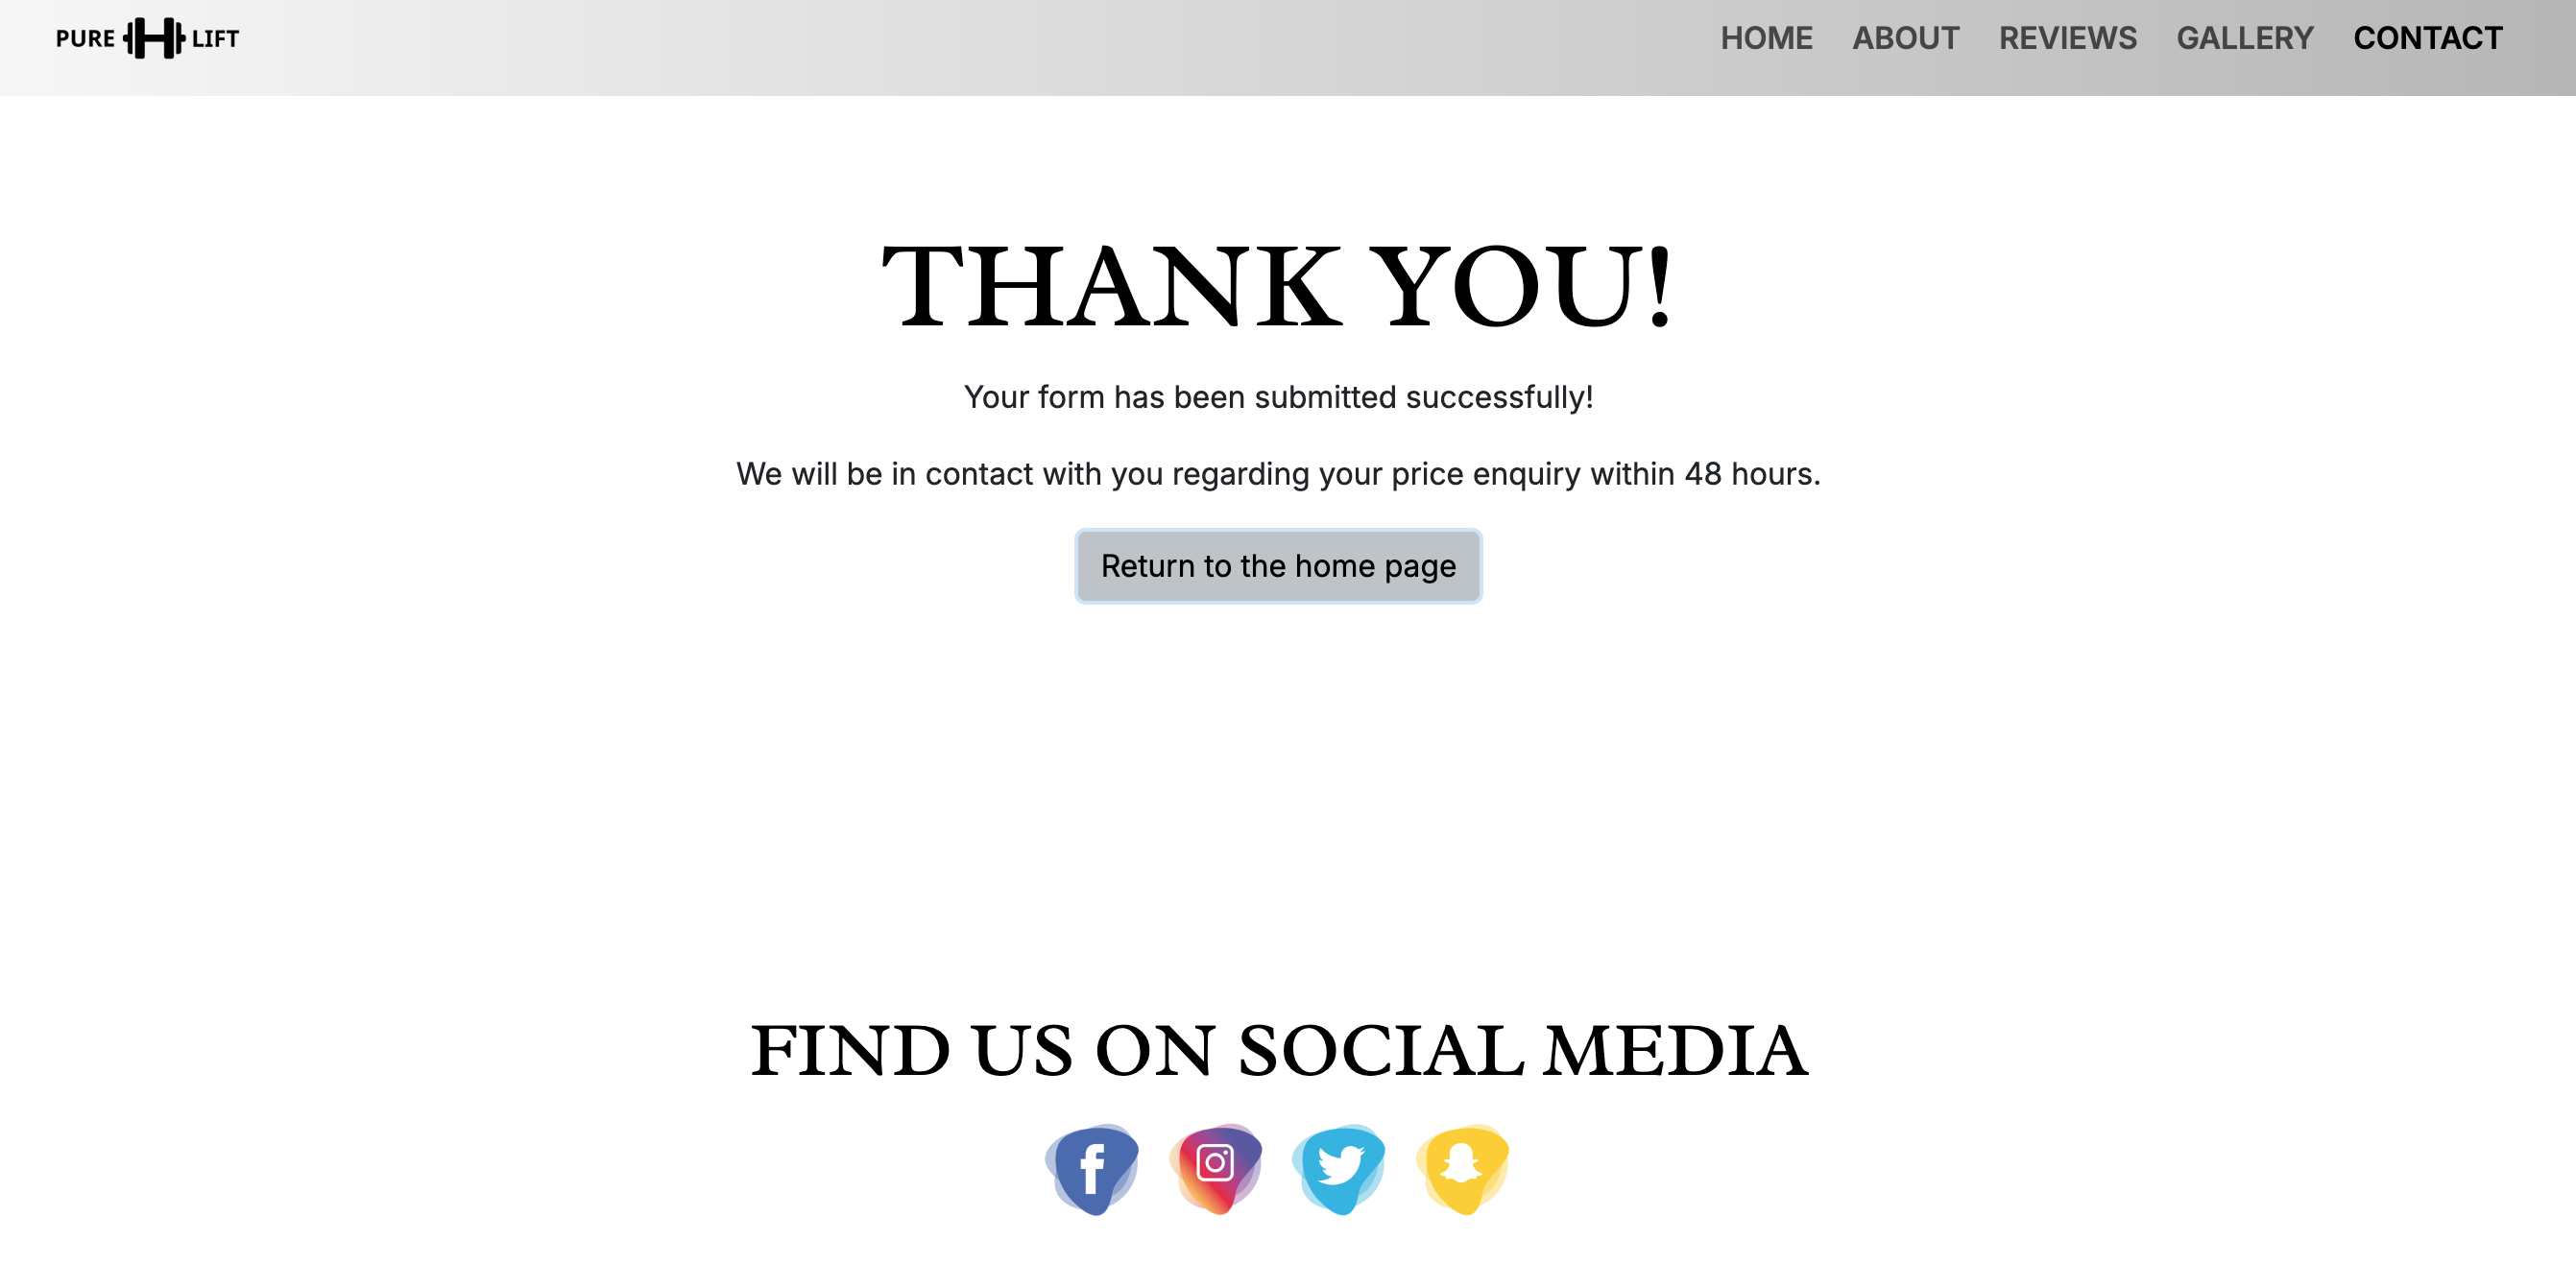 PURE LIFT
HOME ABOUT REVIEWS GALLERY CONTACT
THANK YOU!
Your form has been submitted successfully!
We will be in contact with you regarding your price enquiry within 48 hours.
Return to the home page
FIND US ON SOCIAL MEDIA